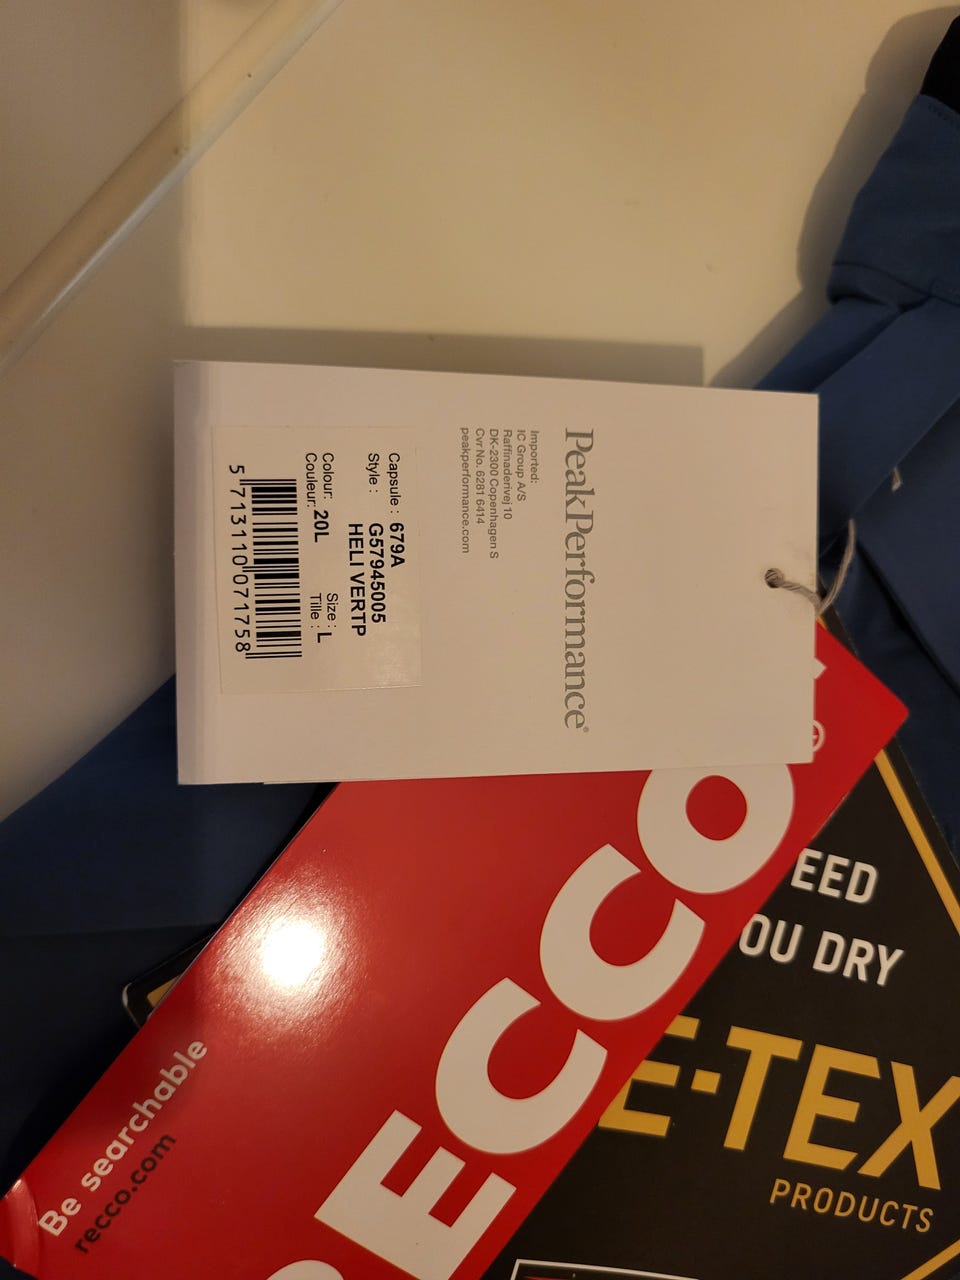 PeakPerformance®
Imported:
IC Group A/S
Raffinaderivej 10
DK-2300 Copenhagen S
Cvr No. 6281 6414
peakperformance.com
Capsule : 679A
Style : G57945005
HELI VERTP
Colour: 20L Size : L
Couleur: Tille :
5 713110 071758
ECCO
®
Be searchable
recco.com
EED
OU DRY
E-TEX
PRODUCTS